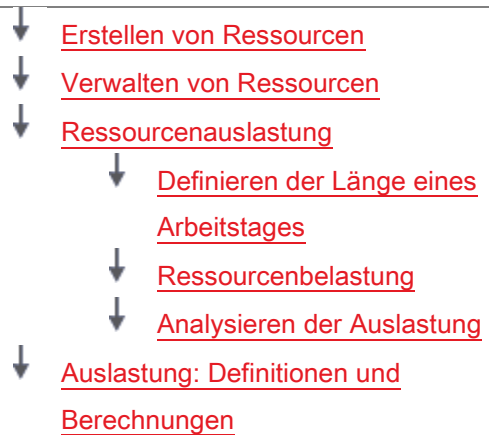 Erstellen von Ressourcen
Verwalten von Ressourcen
Ressourcenauslastung
Definieren der Länge eines
Arbeitstages
Ressourcenbelastung
Analysieren der Auslastung
Auslastung: Definitionen und
Berechnungen